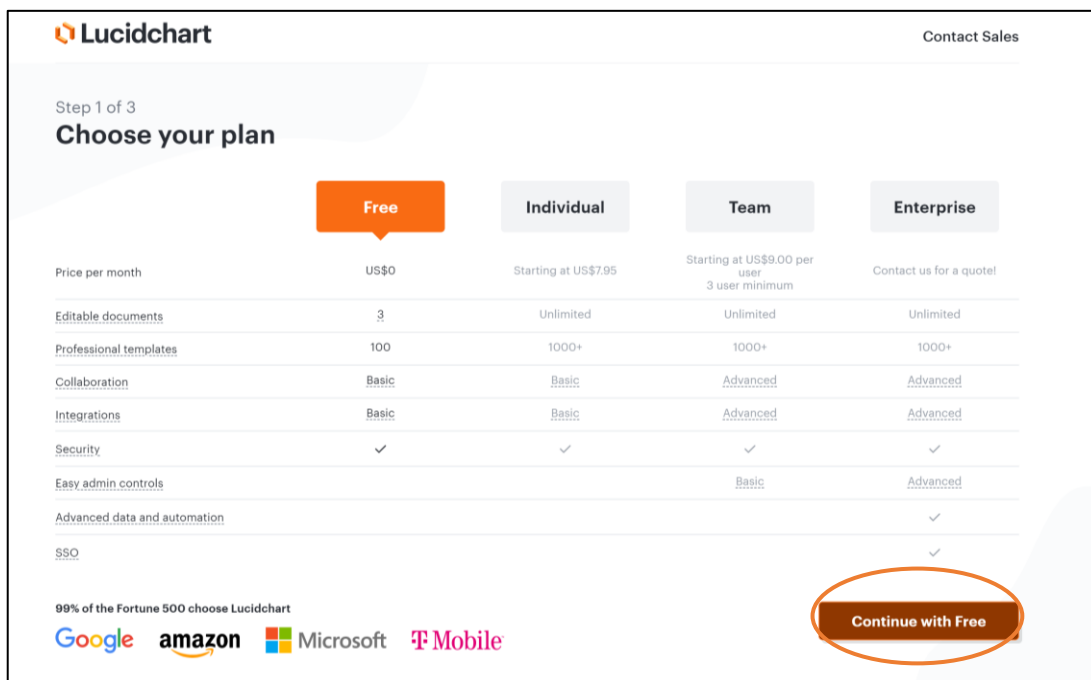 Lucidchart
Contact Sales
Step 1 of 3
Choose your plan
Free Individual Team Enterprise
Price per month US$0 Starting at US$7.95 Starting at US$9.00 per user 3 user minimum Contact us for a quote!
Editable documents 3 Unlimited Unlimited Unlimited
Professional templates 100 1000+ 1000+ 1000+
Collaboration Basic Basic Advanced Advanced
Integrations Basic Basic Advanced Advanced
Security
Easy admin controls Basic Advanced
Advanced data and automation
SSO
99% of the Fortune 500 choose Lucidchart
Google amazon Microsoft T Mobile
Continue with Free